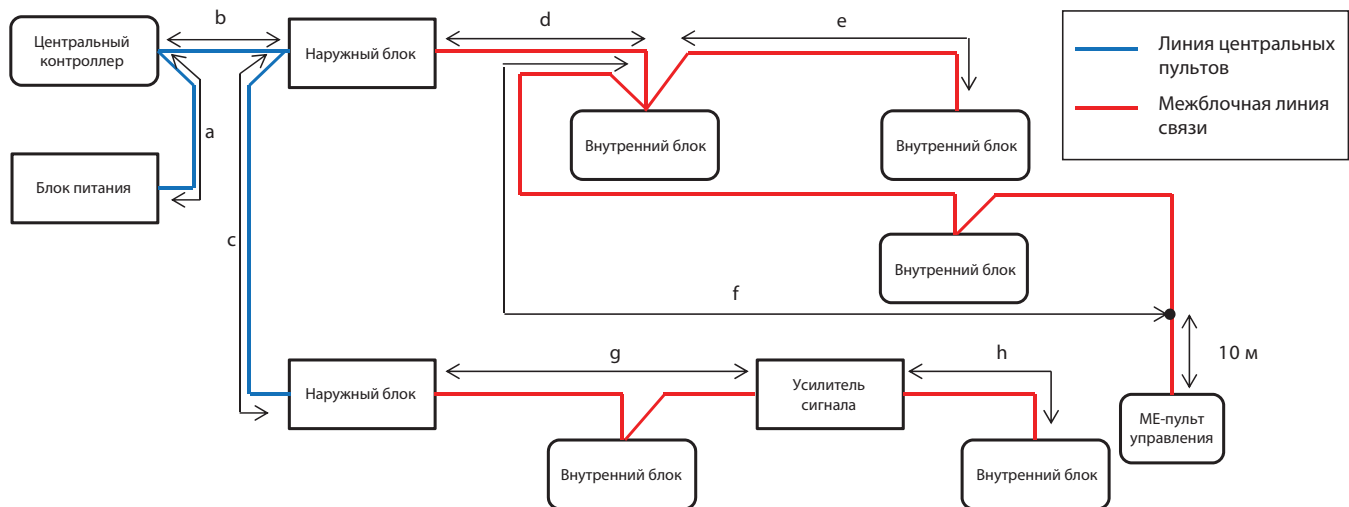 b
d
e
Центральный
контроллер
Наружный блок
Линия центральных
пультов
Межблочная линия
связи
a
Внутренний блок
Внутренний блок
Блок питания
c
Внутренний блок
f
g
h
10 м
Наружный блок
Усилитель
сигнала
МЕ-пульт
управления
Внутренний блок
Внутренний блок